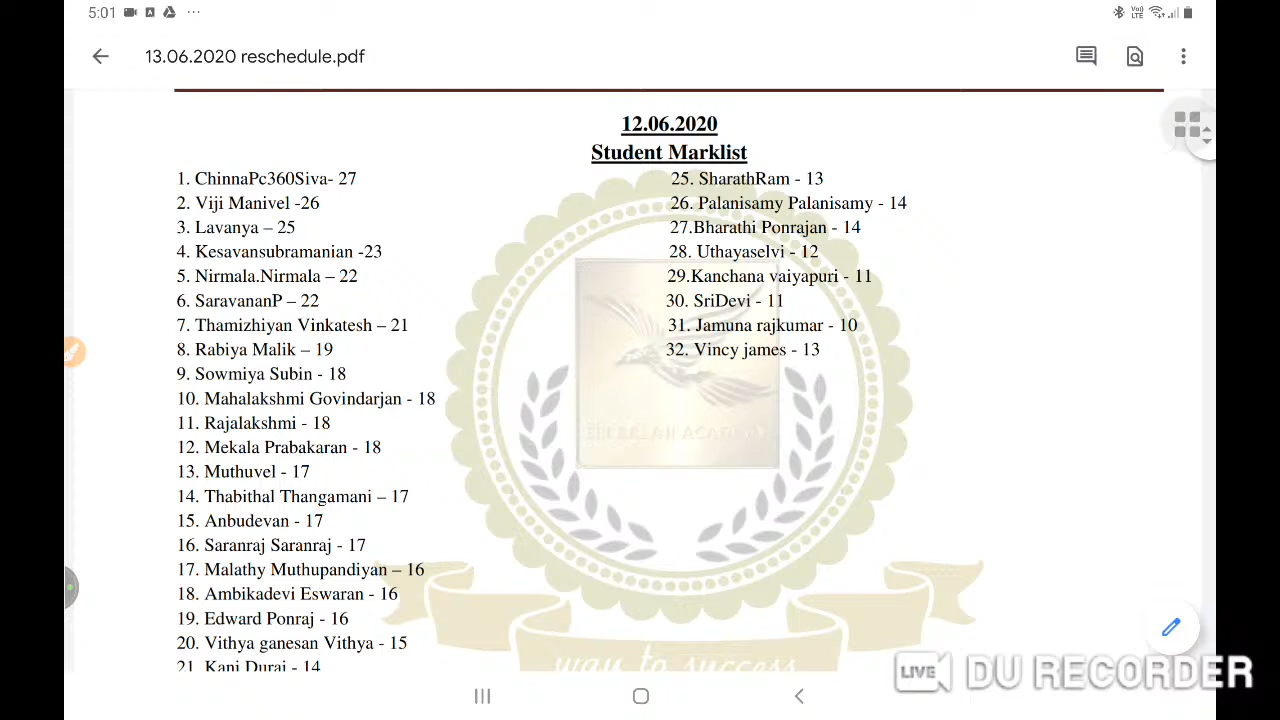 5:01
VoI)
LTE
13.06.2020 reschedule.pdf
12.06.2020
Student Marklist
1. ChinnaPc360Siva- 27
2. Viji Manivel -26
3. Lavanya – 25
4. Kesavansubramanian -23
5. Nirmala.Nirmala – 22
6. SaravananP – 22
7. Thamizhiyan Vinkatesh – 21
8. Rabiya Malik – 19
9. Sowmiya Subin - 18
10. Mahalakshmi Govindarjan - 18
11. Rajalakshmi - 18
12. Mekala Prabakaran - 18
13. Muthuvel - 17
14. Thabithal Thangamani – 17
15. Anbudevan - 17
16. Saranraj Saranraj - 17
17. Malathy Muthupandiyan – 16
18. Ambikadevi Eswaran - 16
19. Edward Ponraj - 16
20. Vithya ganesan Vithya - 15
21. Kani Durai - 14
25. SharathRam - 13
26. Palanisamy Palanisamy - 14
27.Bharathi Ponrajan - 14
28. Uthayaselvi - 12
29.Kanchana vaiyapuri - 11
30. SriDevi - 11
31. Jamuna rajkumar - 10
32. Vincy james - 13
ACADEMY
way to success
LIVE DU RECORDER